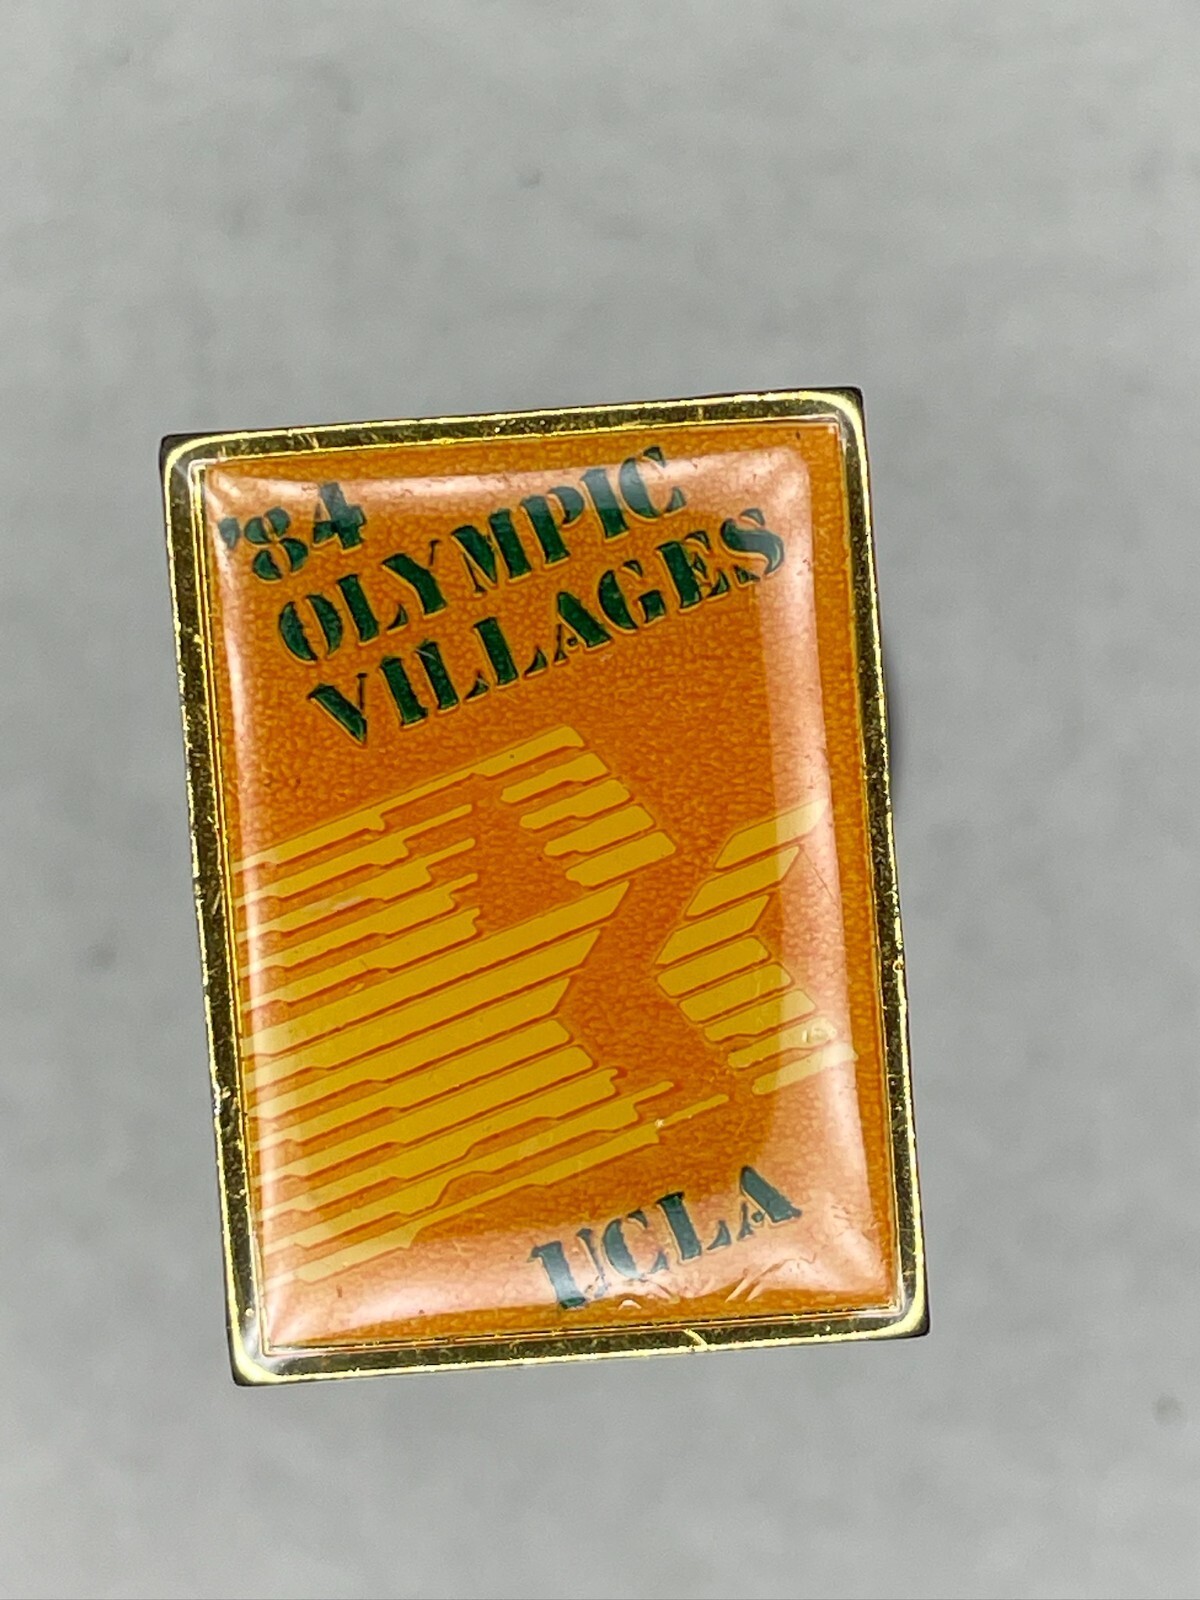 '84
OLYMPIC
VILLAGES
UCLA